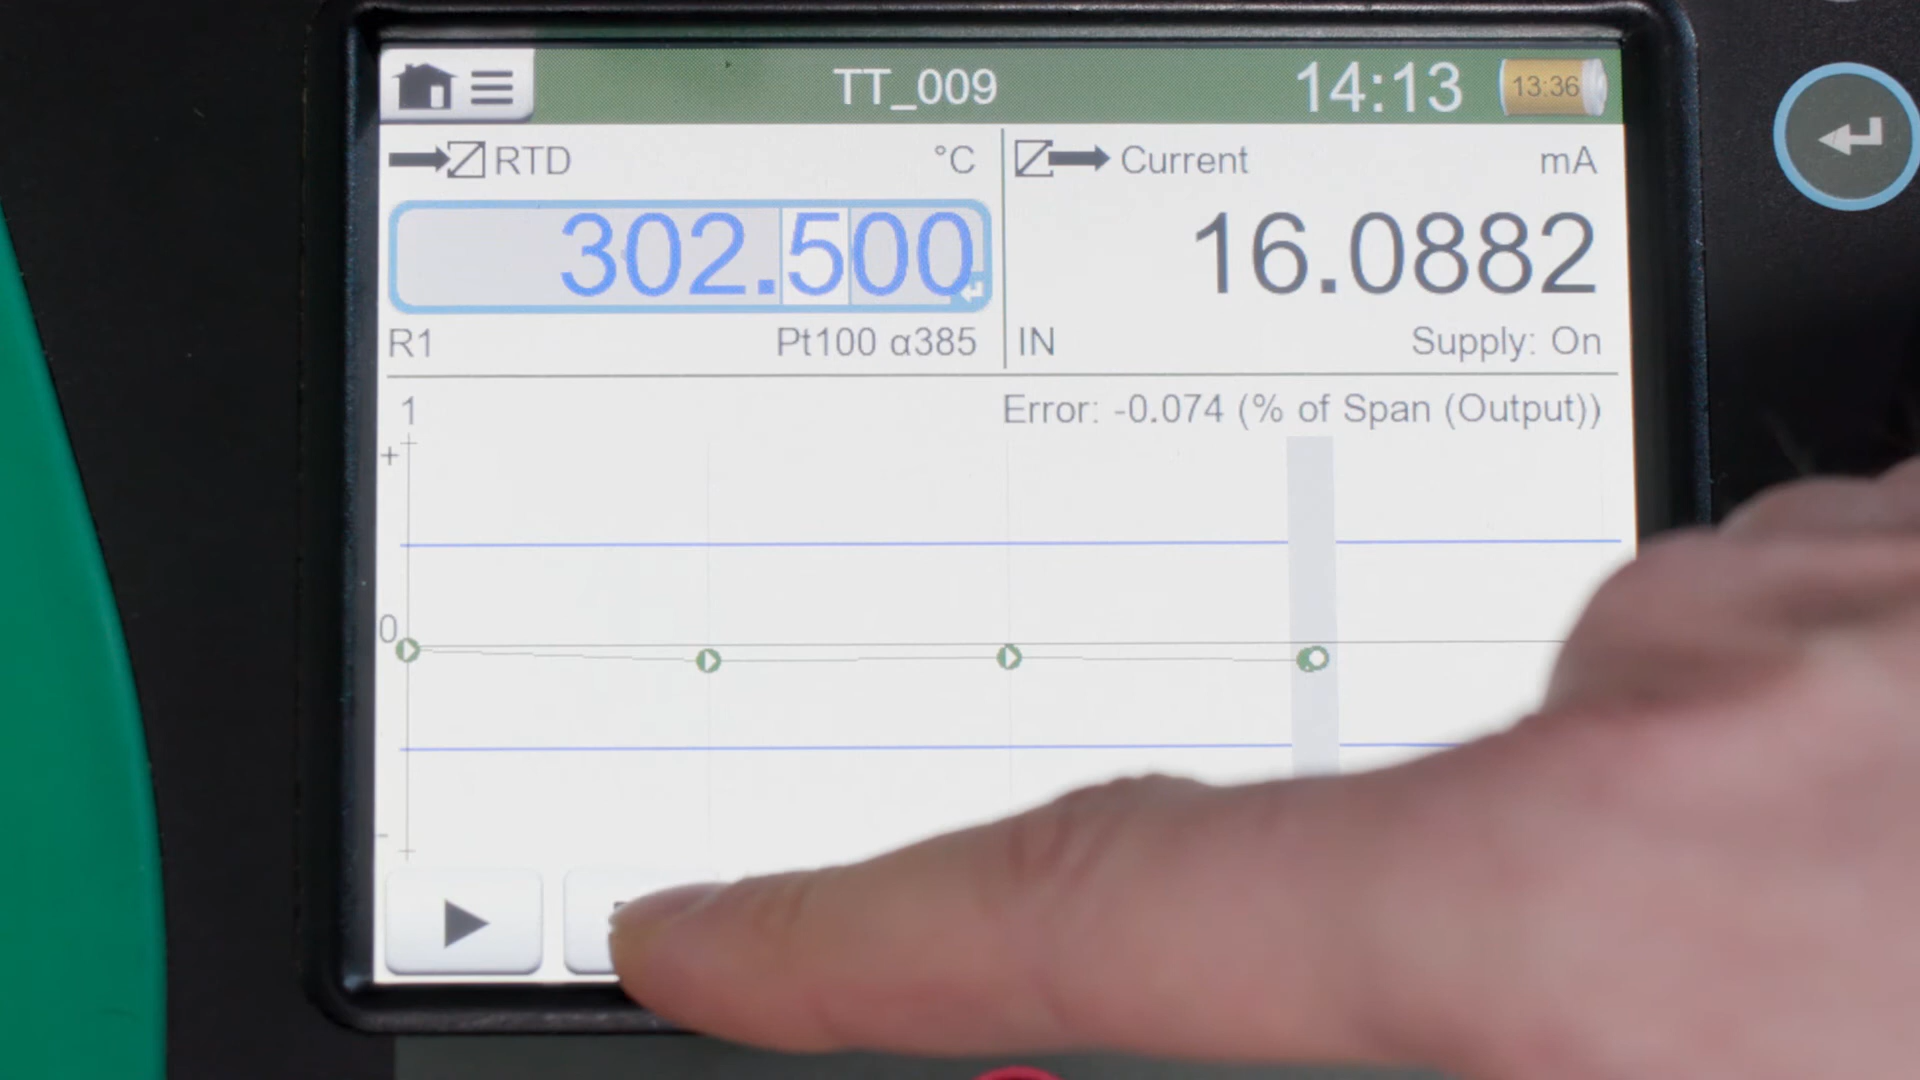 TT_009 14:13 13:36
RTD °C
302.500
R1 Pt100 α385
Current mA
16.0882
IN Supply: On
1 Error: -0.074 (% of Span (Output))
+
0
-